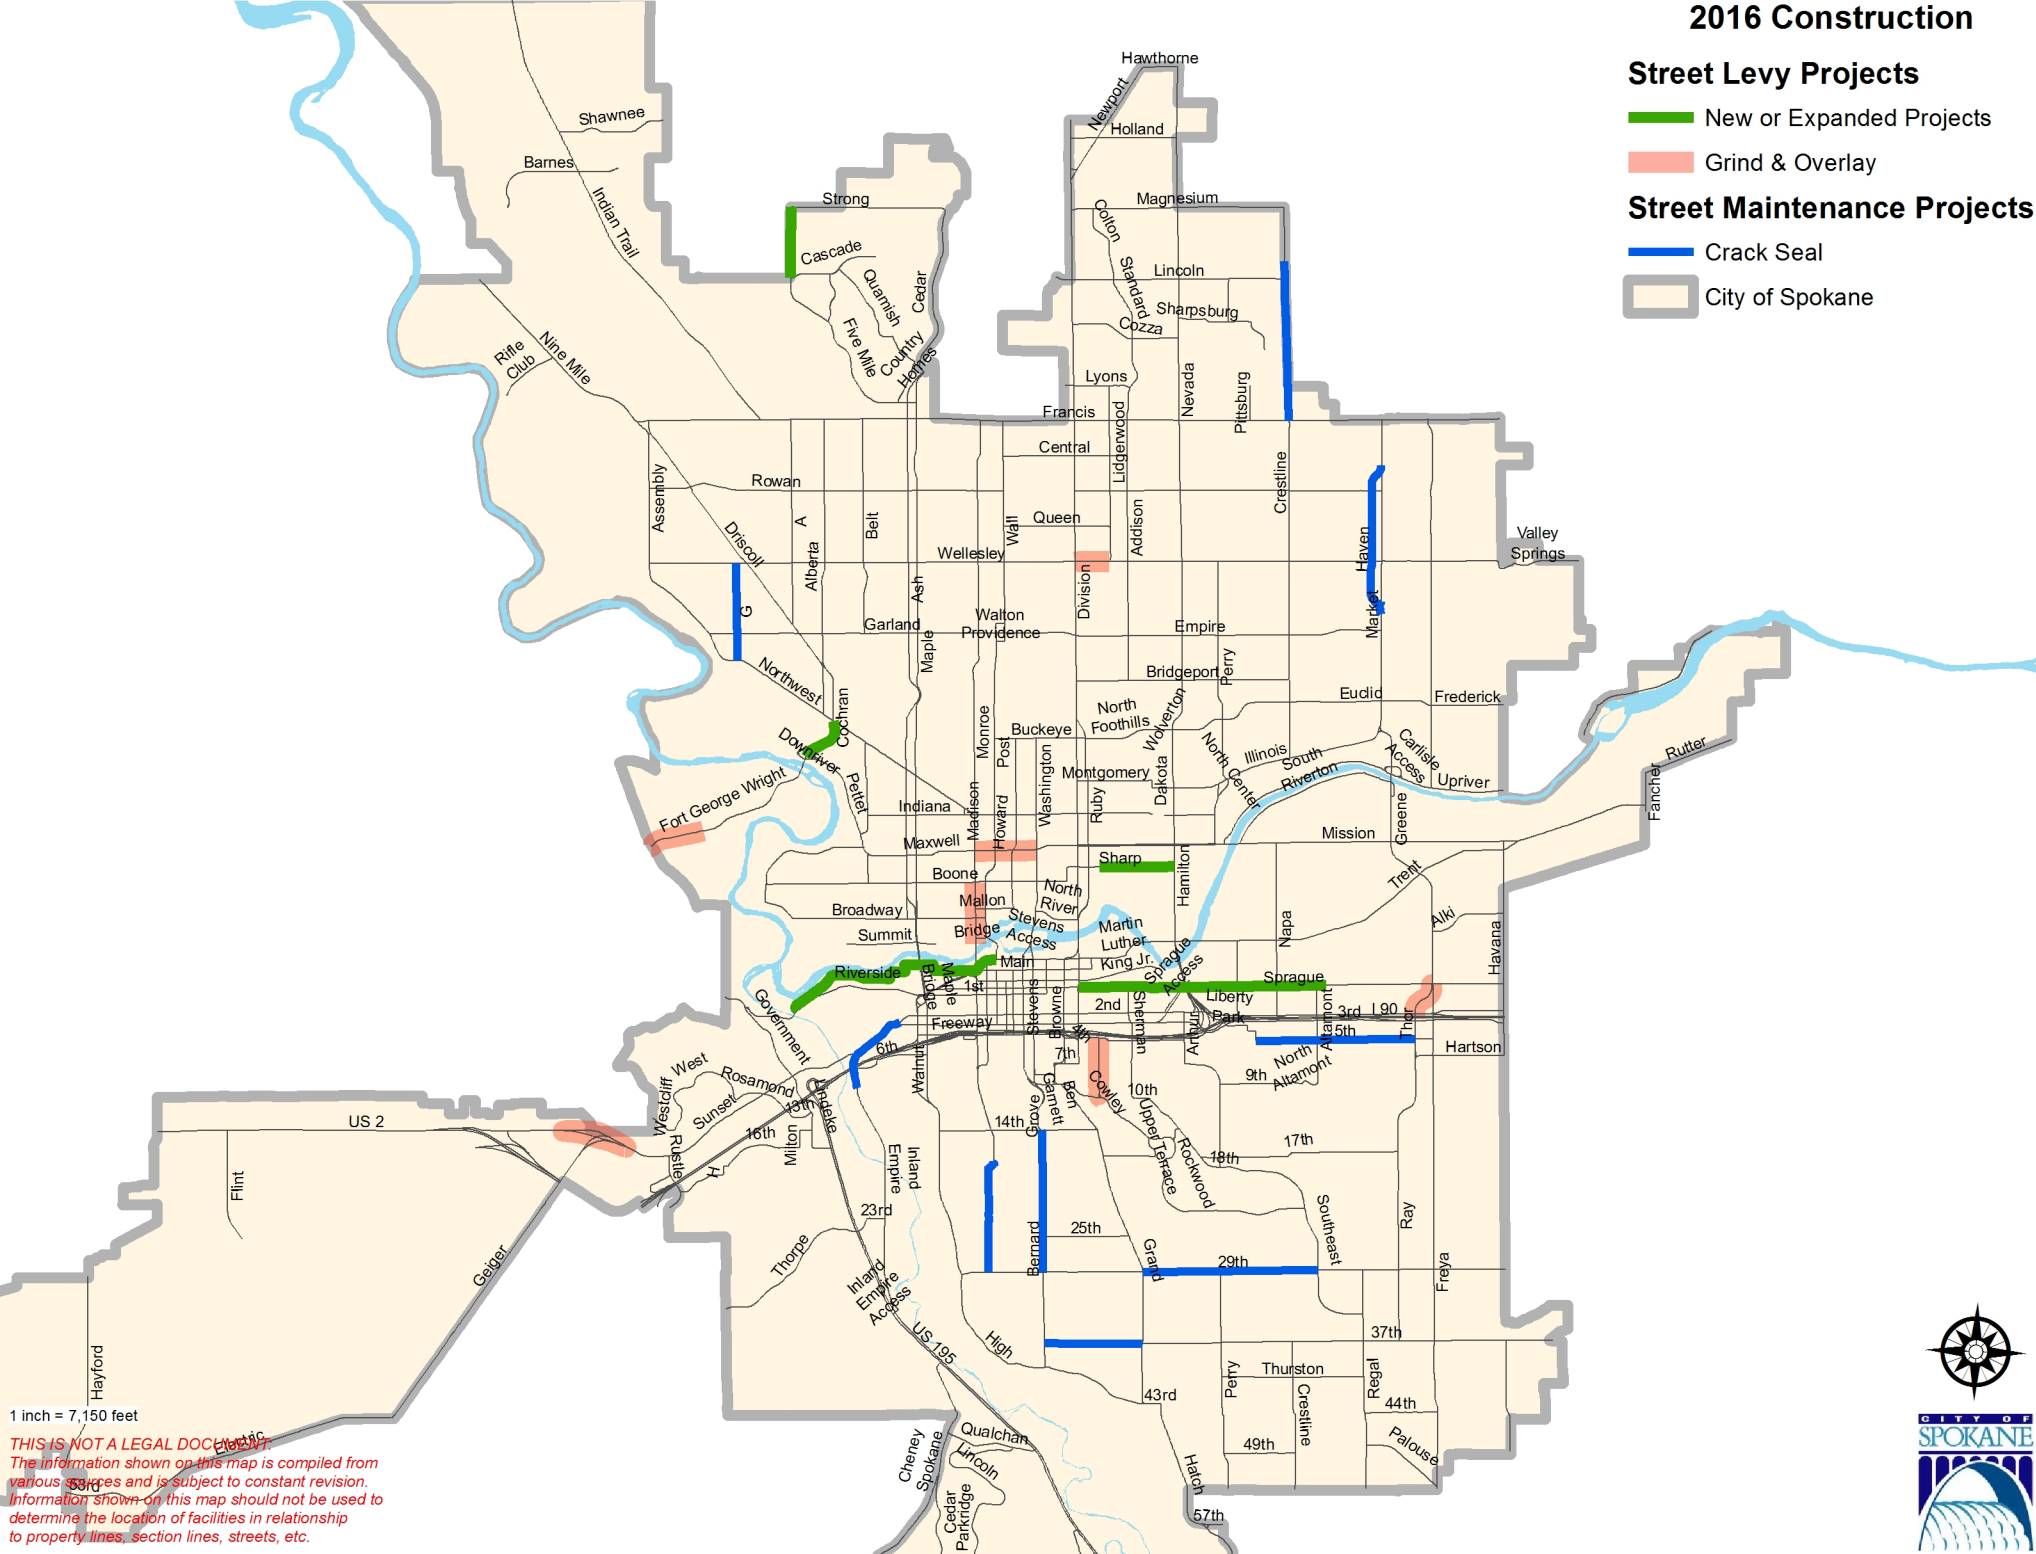 2016 Construction
Street Levy Projects
New or Expanded Projects
Grind & Overlay
Street Maintenance Projects
Crack Seal
City of Spokane
Hawthorne
Newport
Holland
Shawnee
Barnes
Indian Trail
Strong
Magnesium
Colton
Cascade
Quamish
Cedar
Lincoln
Standard
Sharpsburg
Cozza
Five Mile
Country
Homes
Rifle
Club
Nine Mile
Lyons
Nevada
Pittsburg
Francis
Lidgerwood
Central
Assembly
Rowan
Crestline
A
Belt
Wall
Queen
Addison
Driscoll
Alberta
Wellesley
Haven
Valley
Springs
Ash
Division
G
Garland
Walton
Providence
Empire
Market
Maple
Northwest
Bridgeport
Perry
Euclid
Frederick
Cochran
Monroe
Post
Buckeye
North
Foothills
Wolverton
Downriver
North Center
Illinois
South
Riverton
Carlisle
Access
Rutter
Fort George Wright
Pettet
Washington
Montgomery
Dakota
Ruby
Upriver
Fancher
Indiana
Madison
Howard
Greene
Maxwell
Mission
Sharp
Hamilton
Boone
Trent
Mallon
North
River
Broadway
Stevens
Access
Summit
Bridge
Martin
Luther
King Jr.
Napa
Alki
Havana
Sprague
Access
Main
Riverside
Maple
Bridge
1st
Sprague
Liberty
Park
Government
Stevens
Browne
2nd
Sherman
Arthur
Altamont
3rd
I 90
Thor
Freeway
4th
5th
6th
7th
Hartson
West
Rosamond
Walnut
North
Altamont
9th
Cowley
10th
Ben
Garnett
Grove
Westcliff
Sunset
13th
Lindeke
US 2
14th
Upper Terrace
16th
Milton
17th
18th
Rockwood
Rustle
H
Flint
Inland
Empire
23rd
25th
Ray
Southeast
Thorpe
Bernard
Grand
29th
Geiger
Inland
Empire
Access
Freya
US 195
High
37th
Hayford
Thurston
Perry
Crestline
Regal
43rd
44th
Palouse
49th
Qualchan
Lincoln
Cheney
Spokane
Cedar
Parkridge
Hatch
57th
Electric
53rd
1 inch = 7,150 feet
THIS IS NOT A LEGAL DOCUMENT:
The information shown on this map is compiled from
various sources and is subject to constant revision.
Information shown on this map should not be used to
determine the location of facilities in relationship
to property lines, section lines, streets, etc.
CITY OF
SPOKANE